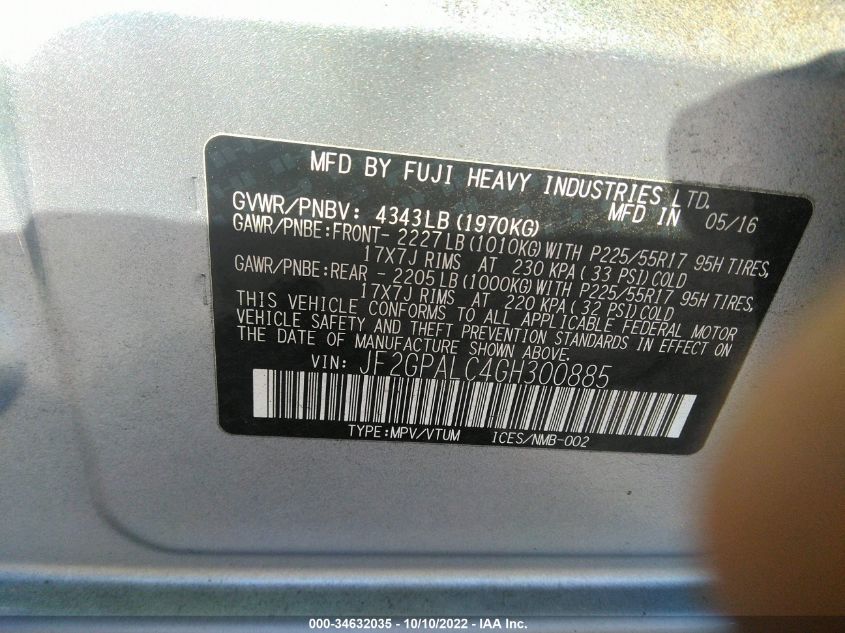 MFD BY FUJI HEAVY INDUSTRIES LTD.
MFD IN 05/16
GVWR/PNBV: 4343LB(1970KG)
GAWR/PNBE:FRONT- 2227LB(1010KG)WITH P225/55R17 95H TIRES,
17X7J RIMS AT 230 KPA(33 PSI)COLD
GAWR/PNBE:REAR - 2205LB(1000KG)WITH P225/55R17 95H TIRES,
17X7J RIMS AT 220 KPA(32 PSI)COLD
THIS VEHICLE CONFORMS TO ALL APPLICABLE FEDERAL MOTOR
VEHICLE SAFETY AND THEFT PREVENTION STANDARDS IN EFFECT ON
THE DATE OF MANUFACTURE SHOWN ABOVE.
VIN: JF2GPALC4GH300885
TYPE:MPV/VTUM ICES/NMB-002
000-34632035 - 10/10/2022 - IAA Inc.